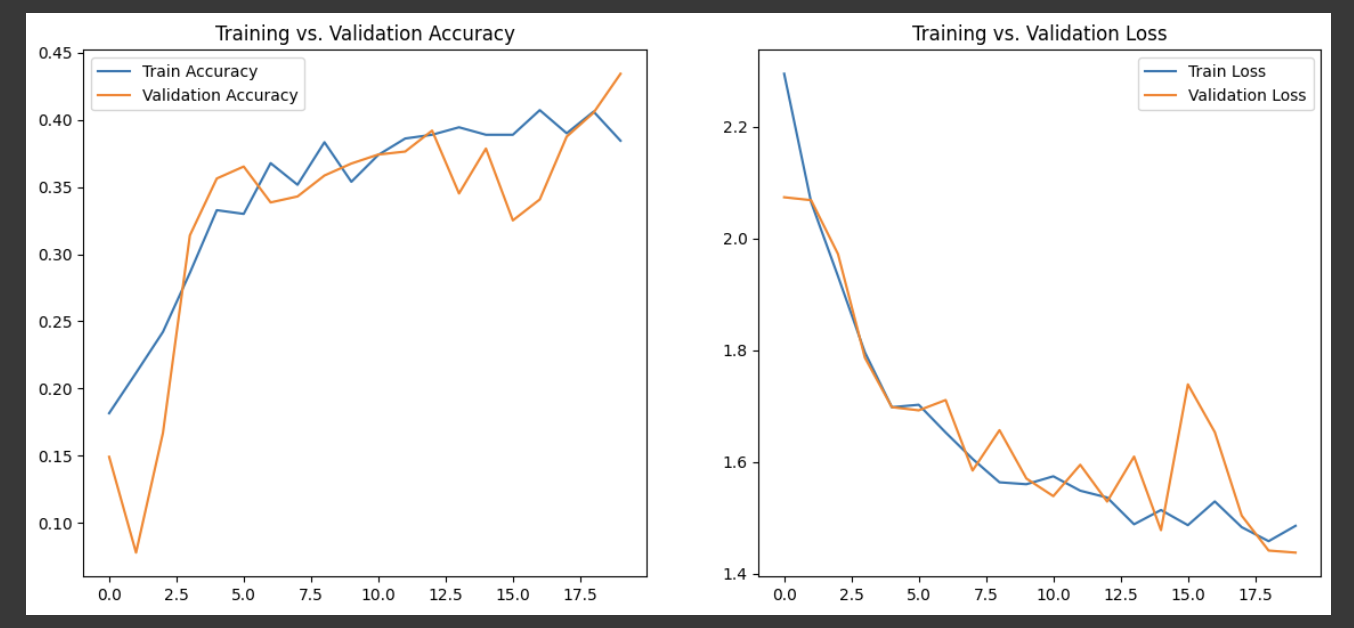 Training vs. Validation Accuracy
Train Accuracy
Validation Accuracy
0.45
0.40
0.35
0.30
0.25
0.20
0.15
0.10
0.0 2.5 5.0 7.5 10.0 12.5 15.0 17.5
Training vs. Validation Loss
Train Loss
Validation Loss
2.2
2.0
1.8
1.6
1.4
0.0 2.5 5.0 7.5 10.0 12.5 15.0 17.5